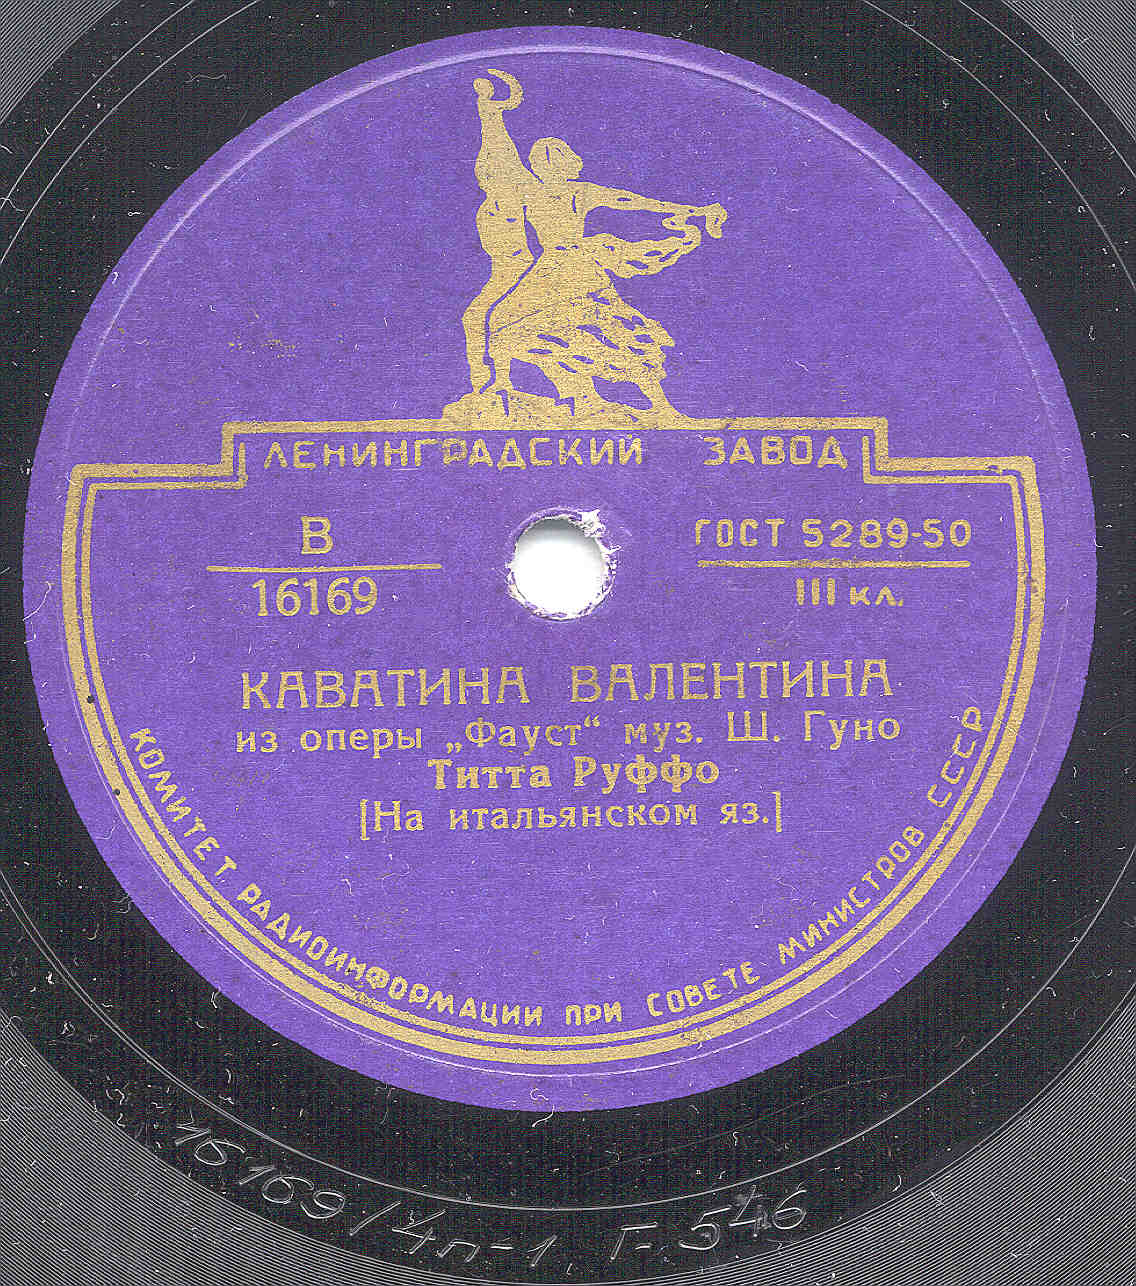 ЛЕНИНГРАДСКИЙ ЗАВОД
В
16169
ГОСТ 5289-50
III кл.
КАВАТИНА ВАЛЕНТИНА
из оперы „Фауст“ муз. Ш. Гуно
Титта Руффо
[На итальянском яз.]
КОМИТЕТ РАДИОИНФОРМАЦИИ ПРИ СОВЕТЕ МИНИСТРОВ СССР
16169/4п-1 Г-546